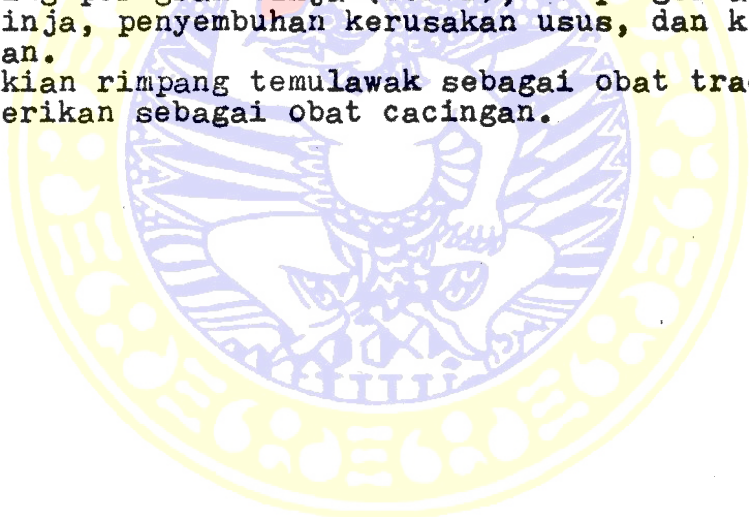 inja, penyembuhan kerusakan usus, dan k
an.
kian rimpang temulawak sebagai obat tra
erikan sebagai obat cacingan.